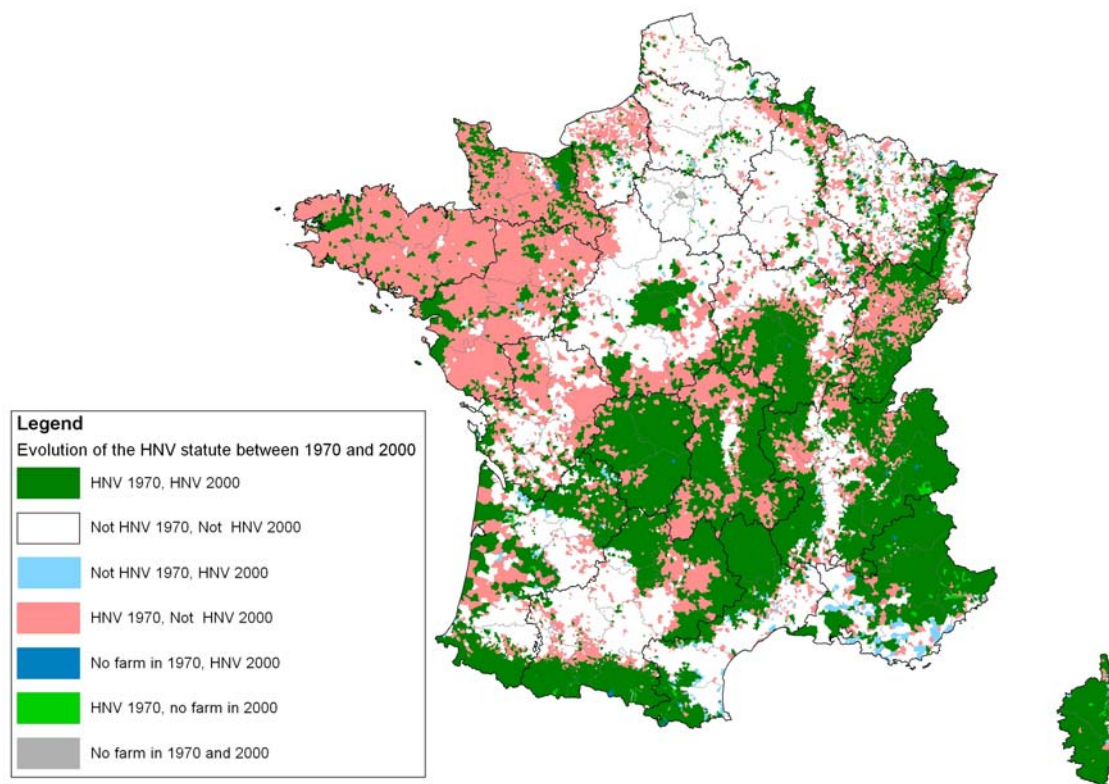 Legend
Evolution of the HNV statute between 1970 and 2000
HNV 1970, HNV 2000
Not HNV 1970, Not HNV 2000
Not HNV 1970, HNV 2000
HNV 1970, Not HNV 2000
No farm in 1970, HNV 2000
HNV 1970, no farm in 2000
No farm in 1970 and 2000